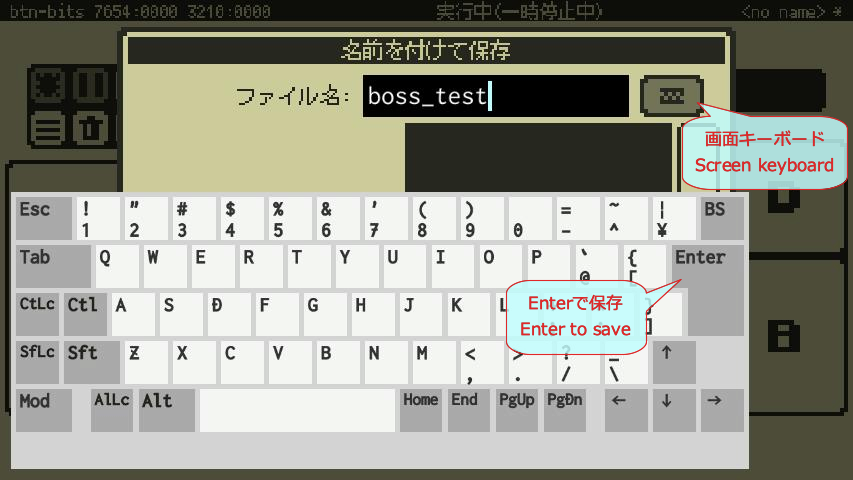 btn-bits 7654:0000 3210:0000 実行中(一時停止中) <no name> *
名前を付けて保存
ファイル名: boss_test
画面キーボード
Screen keyboard
Esc ! " # $ % & ' ( ) = ~ | BS
1 2 3 4 5 6 7 8 9 0 - ^ ¥
Tab Q W E R T Y U I O P ` { Enter
@ [
Enterで保存
Enter to save
CtLc Ctl A S D F G H J K L }
]
SfLc Sft Z X C V B N M < > ? _ ↑
, . / \
Mod AlLc Alt Home End PgUp PgDn ← ↓ →